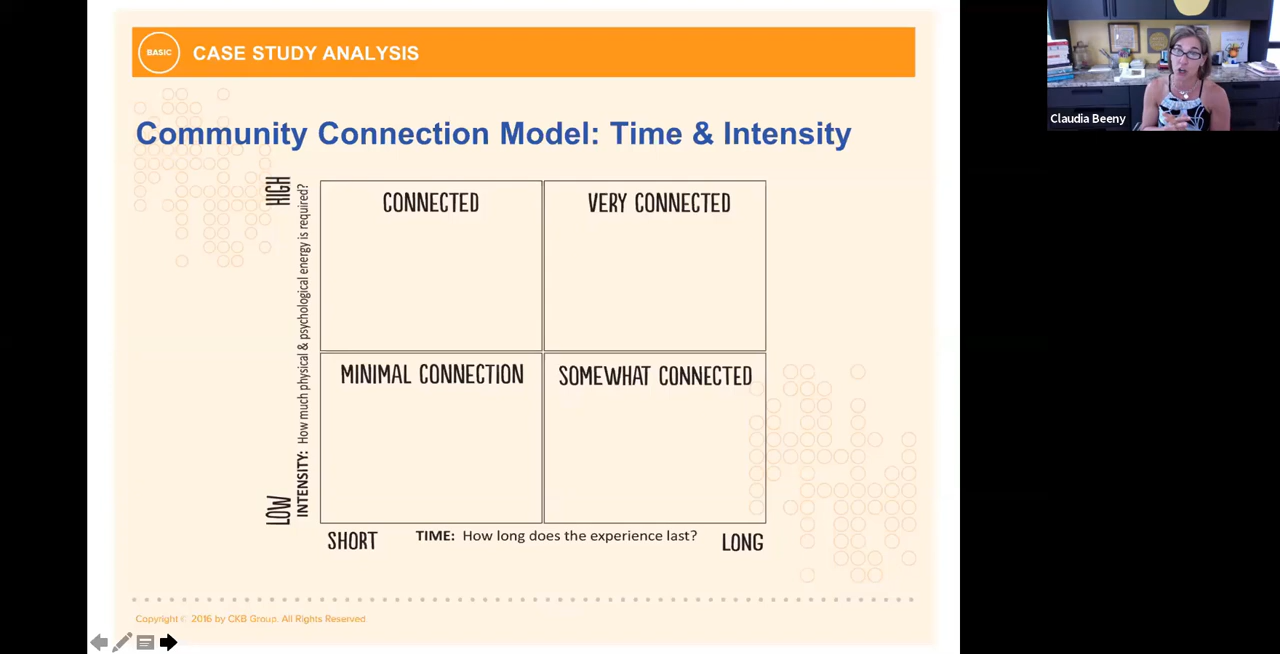 BASIC
CASE STUDY ANALYSIS
Claudia Beeny
Community Connection Model: Time & Intensity
HIGH
INTENSITY: How much physical & psychological energy is required?
LOW
CONNECTED
VERY CONNECTED
MINIMAL CONNECTION
SOMEWHAT CONNECTED
SHORT
TIME: How long does the experience last?
LONG
Copyright © 2016 by CKB Group. All Rights Reserved.